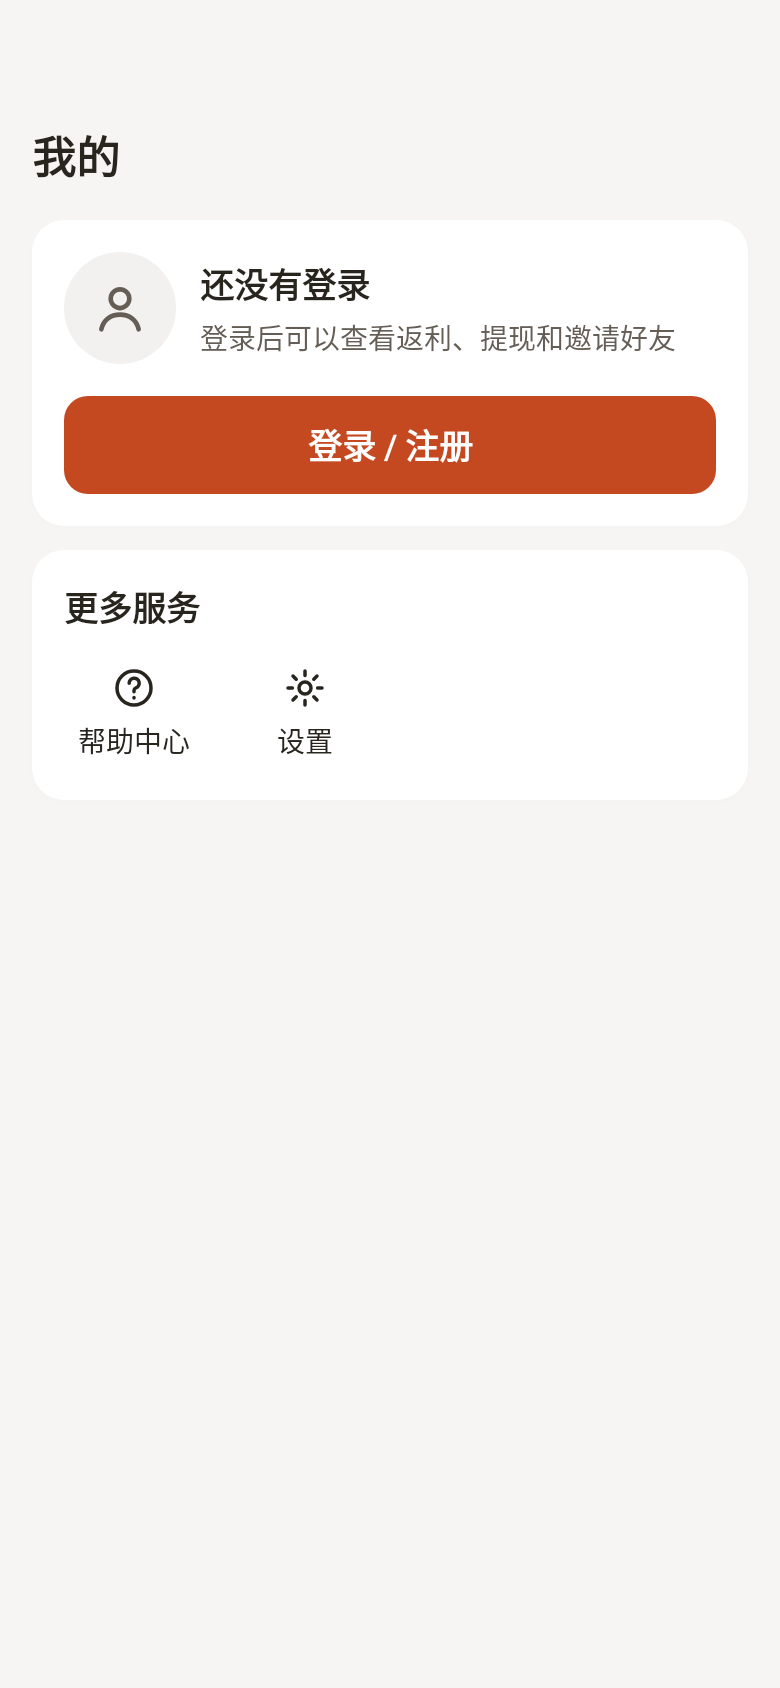 我的
还没有登录
登录后可以查看返利、提现和邀请好友
登录 / 注册
更多服务
帮助中心
设置